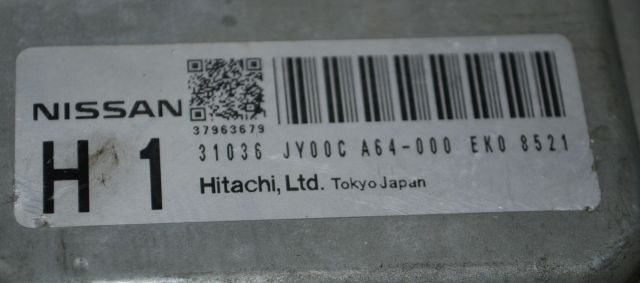 NISSAN
37963679
H 1
31036 JY00C A64-000 EK0 8521
Hitachi, Ltd. Tokyo Japan